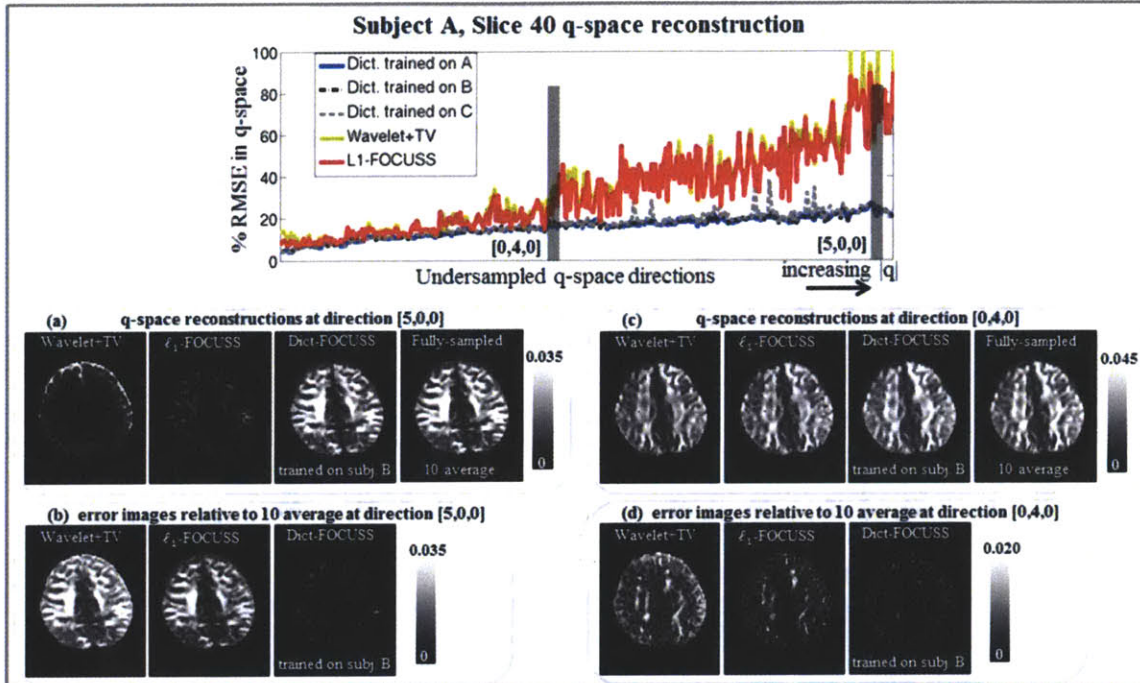 Subject A, Slice 40 q-space reconstruction
% RMSE in q-space
100
80
60
40
20
0
Dict. trained on A
Dict. trained on B
Dict. trained on C
Wavelet+TV
L1-FOCUSS
[0,4,0]
[5,0,0]
Undersampled q-space directions
increasing |q|
(a) q-space reconstructions at direction [5,0,0]
Wavelet+TV ℓ₁-FOCUSS Dict-FOCUSS Fully-sampled
trained on subj. B 10 average
0.035
0
(c) q-space reconstructions at direction [0,4,0]
Wavelet+TV ℓ₁-FOCUSS Dict-FOCUSS Fully-sampled
trained on subj. B 10 average
0.045
0
(b) error images relative to 10 average at direction [5,0,0]
Wavelet+TV ℓ₁-FOCUSS Dict-FOCUSS
trained on subj. B
0.035
0
(d) error images relative to 10 average at direction [0,4,0]
Wavelet+TV ℓ₁-FOCUSS Dict-FOCUSS
trained on subj. B
0.020
0